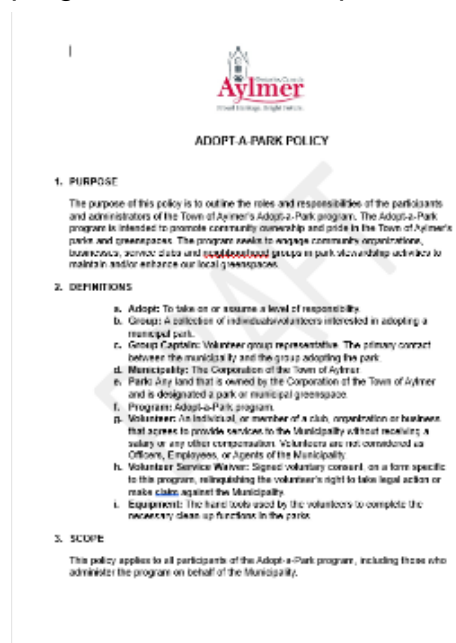 Aylmer
ADOPT-A-PARK POLICY
1. PURPOSE
The purpose of this policy is to outline the roles and responsibilities of the participants
and administrators of the Town of Aylmer's Adopt-a-Park program. The Adopt-a-Park
program is intended to promote community ownership and pride in the Town of Aylmer's
parks and greenspaces. The program seeks to engage community organizations,
businesses, service clubs and neighbourhood groups in park stewardship activities to
maintain and/or enhance our local greenspaces.
2. DEFINITIONS
a. Adopt: To take on or assume a level of responsibility.
b. Group: A collection of individuals/volunteers interested in adopting a
municipal park.
c. Group Captain: Volunteer group representative. The primary contact
between the municipality and the group adopting the park.
d. Municipality: The Corporation of the Town of Aylmer
e. Park: Any land that is owned by the Corporation of the Town of Aylmer
and is designated a park or municipal greenspace.
f. Program: Adopt-a-Park program.
g. Volunteer: An individual, or member of a club, organization or business
that agrees to provide services to the Municipality without receiving a
salary or any other compensation. Volunteers are not considered as
Officers, Employees, or Agents of the Municipality.
h. Volunteer Service Waiver: Signed voluntary consent, on a form specific
to this program, relinquishing the volunteer's right to take legal action or
make claim against the Municipality.
i. Equipment: The hand tools used by the volunteers to complete the
necessary clean up functions in the parks.
3. SCOPE
This policy applies to all participants of the Adopt-a-Park program, including those who
administer the program on behalf of the Municipality.
DRAFT